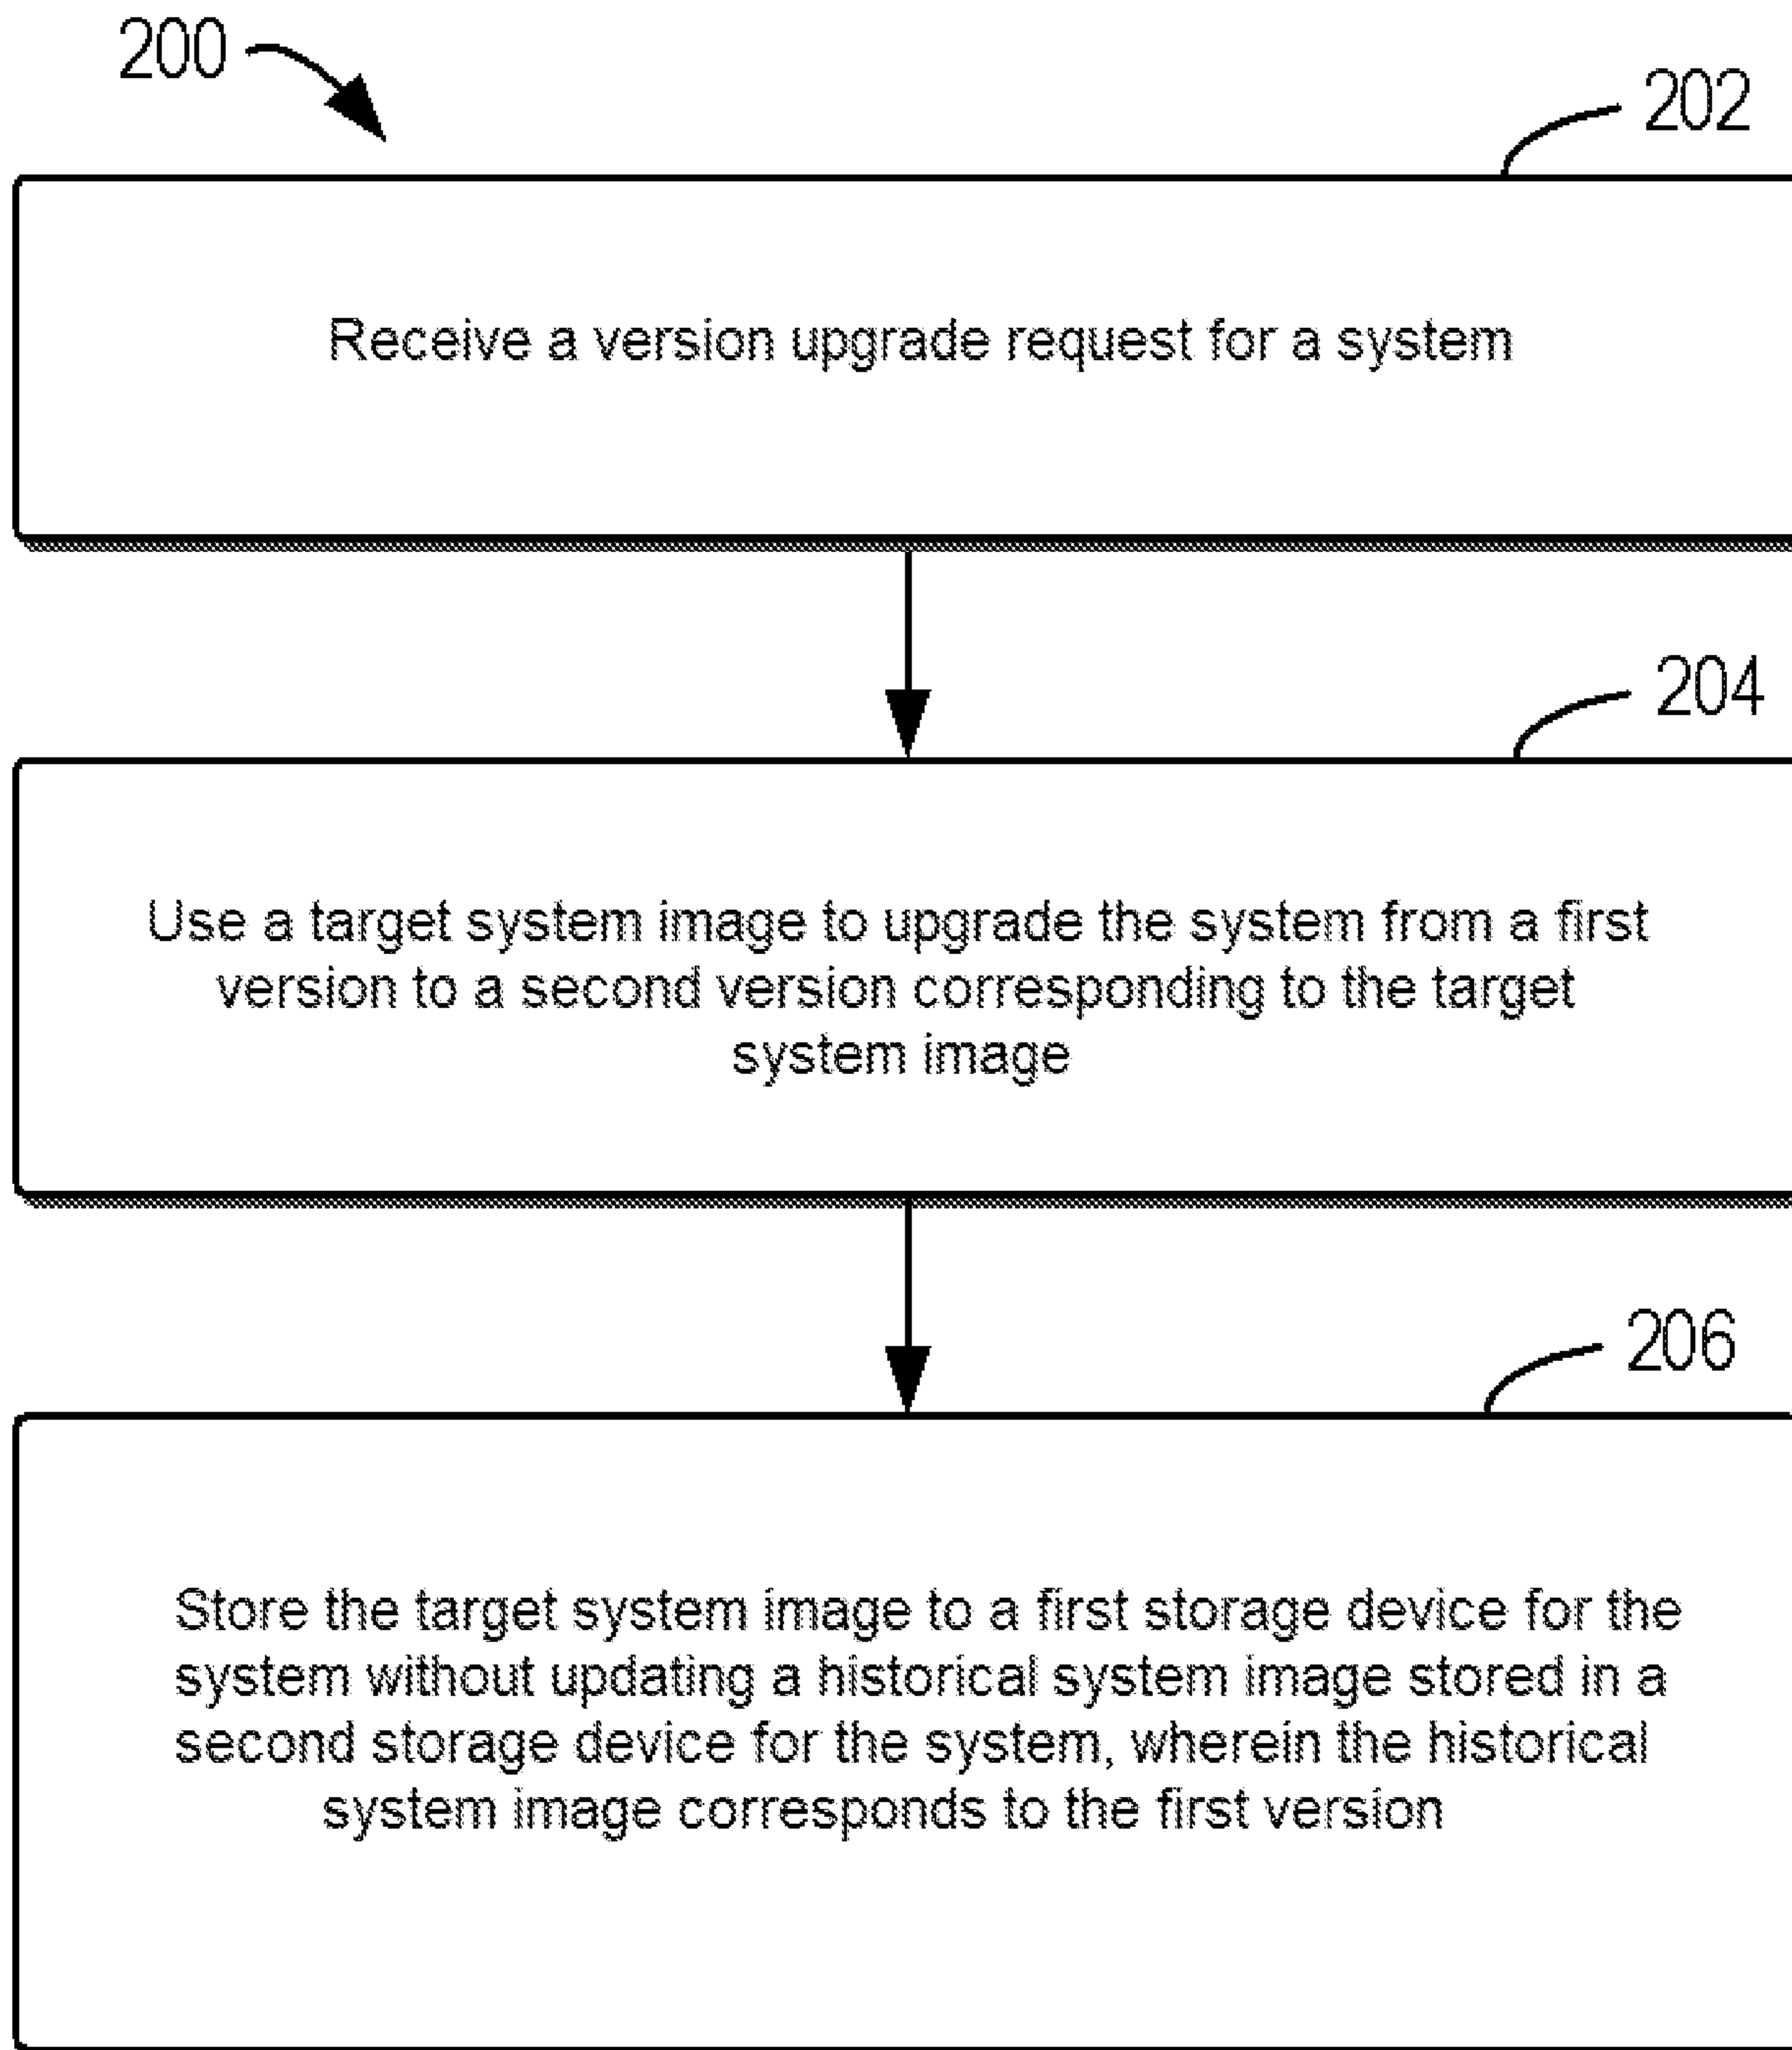 200
202
Receive a version upgrade request for a system
204
Use a target system image to upgrade the system from a first
version to a second version corresponding to the target
system image
206
Store the target system image to a first storage device for the
system without updating a historical system image stored in a
second storage device for the system, wherein the historical
system image corresponds to the first version